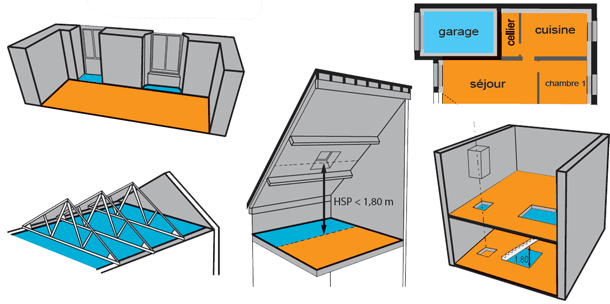 garage
cellier
cuisine
séjour
chambre 1
HSP < 1,80 m
1.80